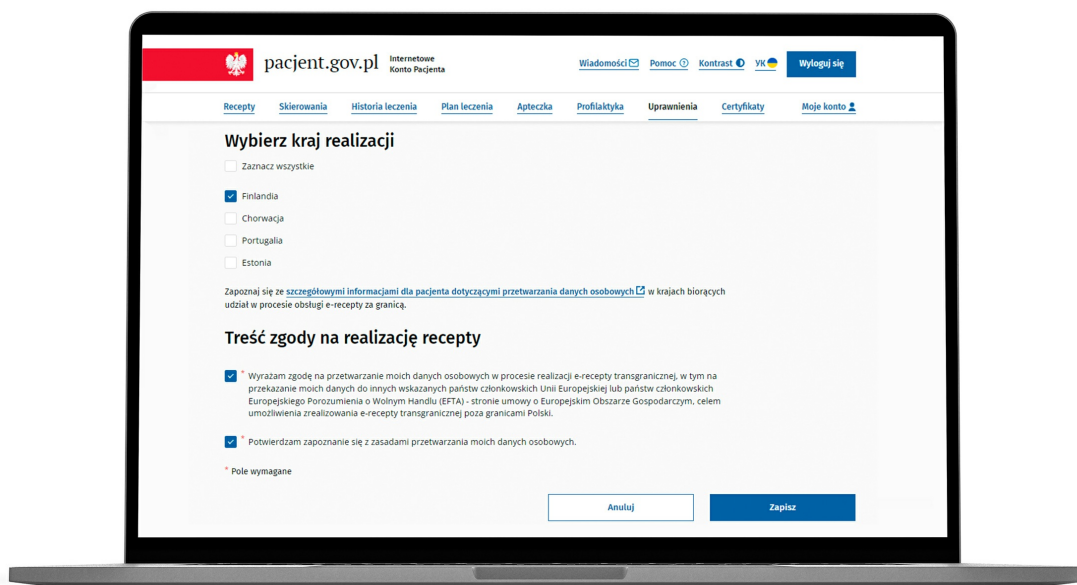 pacjent.gov.pl
Internetowe
Konto Pacjenta
Wiadomości
Pomoc
Kontrast
УК
Wyloguj się
Recepty
Skierowania
Historia leczenia
Plan leczenia
Apteczka
Profilaktyka
Uprawnienia
Certyfikaty
Moje konto
Wybierz kraj realizacji
Zaznacz wszystkie
Finlandia
Chorwacja
Portugalia
Estonia
Zapoznaj się ze szczegółowymi informacjami dla pacjenta dotyczącymi przetwarzania danych osobowych w krajach biorących
udział w procesie obsługi e-recepty za granicą.
Treść zgody na realizację recepty
* Wyrażam zgodę na przetwarzanie moich danych osobowych w procesie realizacji e-recepty transgranicznej, w tym na
przekazanie moich danych do innych wskazanych państw członkowskich Unii Europejskiej lub państw członkowskich
Europejskiego Porozumienia o Wolnym Handlu (EFTA) - stronie umowy o Europejskim Obszarze Gospodarczym, celem
umożliwienia zrealizowania e-recepty transgranicznej poza granicami Polski.
* Potwierdzam zapoznanie się z zasadami przetwarzania moich danych osobowych.
* Pole wymagane
Anuluj
Zapisz